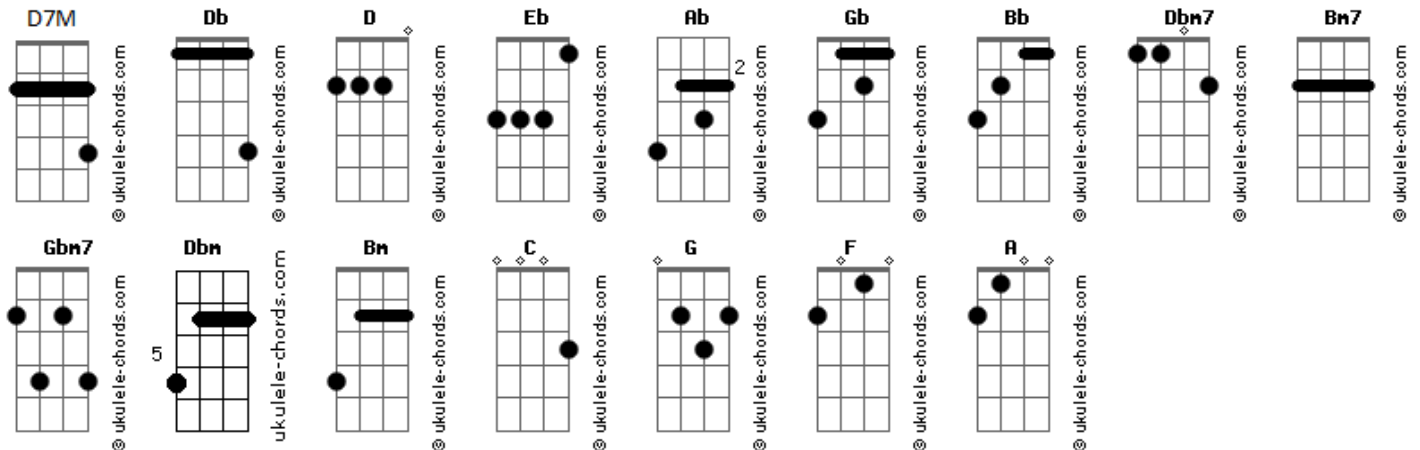 D7M Db D Eb Ab Gb Bb Dbm7 Bm7
2
© ukulele-chords.com © ukulele-chords.com © ukulele-chords.com © ukulele-chords.com © ukulele-chords.com © ukulele-chords.com © ukulele-chords.com © ukulele-chords.com © ukulele-chords.com
Gbm7 Dbm Bm C G F A
5
© ukulele-chords.com ukulele-chords.com © ukulele-chords.com © ukulele-chords.com © ukulele-chords.com © ukulele-chords.com © ukulele-chords.com